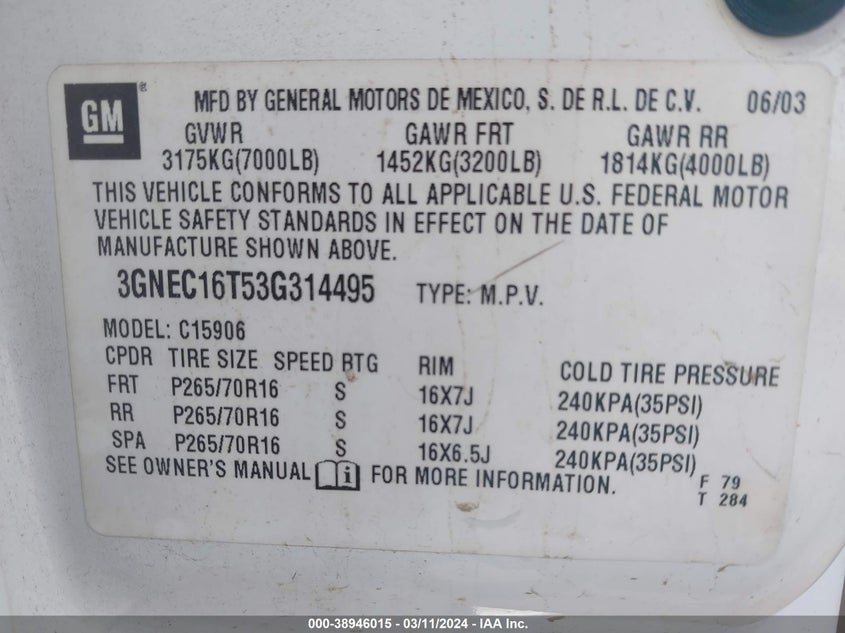 GM®
MFD BY GENERAL MOTORS DE MEXICO, S. DE R.L. DE C.V. 06/03
GVWR GAWR FRT GAWR RR
3175KG(7000LB) 1452KG(3200LB) 1814KG(4000LB)
THIS VEHICLE CONFORMS TO ALL APPLICABLE U.S. FEDERAL MOTOR
VEHICLE SAFETY STANDARDS IN EFFECT ON THE DATE OF
MANUFACTURE SHOWN ABOVE.
3GNEC16T53G314495 TYPE: M.P.V.
MODEL: C15906
CPDR TIRE SIZE SPEED RTG RIM COLD TIRE PRESSURE
FRT P265/70R16 S 16X7J 240KPA(35PSI)
RR P265/70R16 S 16X7J 240KPA(35PSI)
SPA P265/70R16 S 16X6.5J 240KPA(35PSI)
SEE OWNER'S MANUAL i FOR MORE INFORMATION.
F 79
T 284
000-38946015 - 03/11/2024 - IAA Inc.